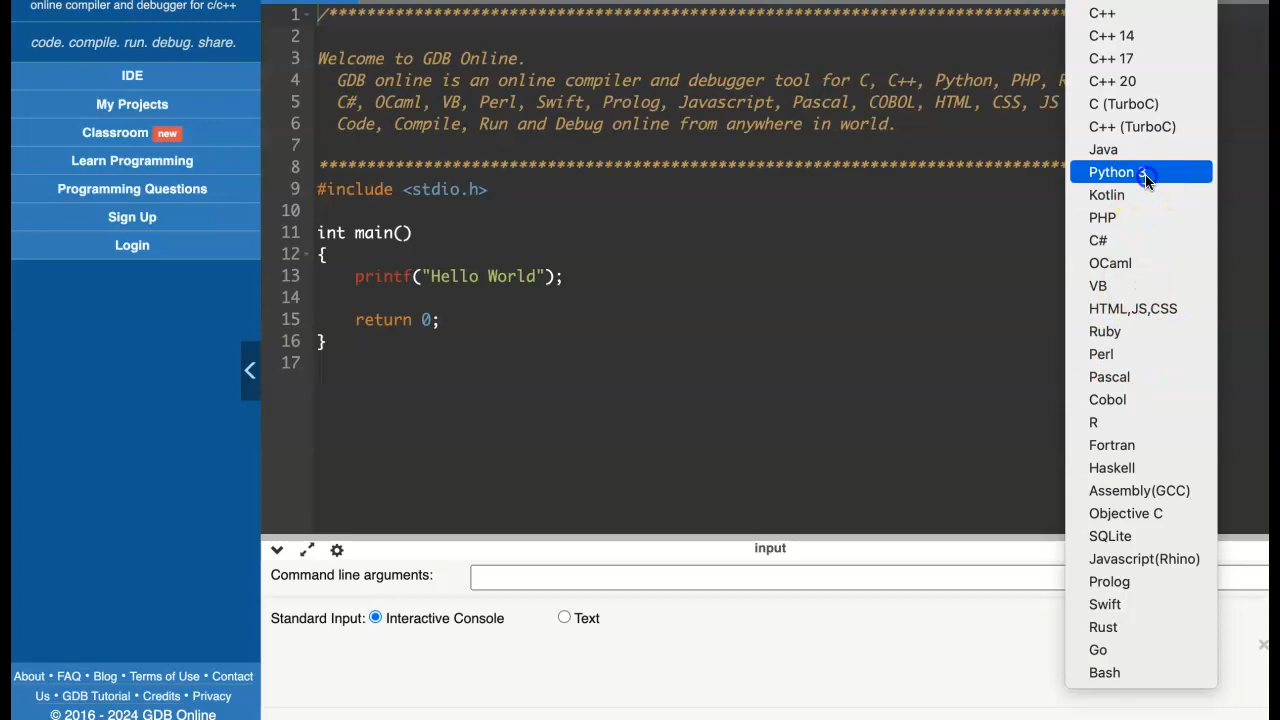 online compiler and debugger for c/c++
code. compile. run. debug. share.
IDE
My Projects
Classroom new
Learning Programming
Programming Questions
Sign Up
Login
About • FAQ • Blog • Terms of Use • Contact
Us • GDB Tutorial • Credits • Privacy
© 2016 - 2024 GDB Online
1 /********************************************************************************
2
3 Welcome to GDB Online.
4 GDB online is an online compiler and debugger tool for C, C++, Python, PHP, R
5 C#, OCaml, VB, Perl, Swift, Prolog, Javascript, Pascal, COBOL, HTML, CSS, JS
6 Code, Compile, Run and Debug online from anywhere in world.
7
8 ********************************************************************************
9 #include <stdio.h>
10
11 int main()
12 {
13 printf("Hello World");
14
15 return 0;
16 }
17
input
Command line arguments:
Standard Input: Interactive Console Text
C++
C++ 14
C++ 17
C++ 20
C (TurboC)
C++ (TurboC)
Java
Python 3
Kotlin
PHP
C#
OCaml
VB
HTML,JS,CSS
Ruby
Perl
Pascal
Cobol
R
Fortran
Haskell
Assembly(GCC)
Objective C
SQLite
Javascript(Rhino)
Prolog
Swift
Rust
Go
Bash